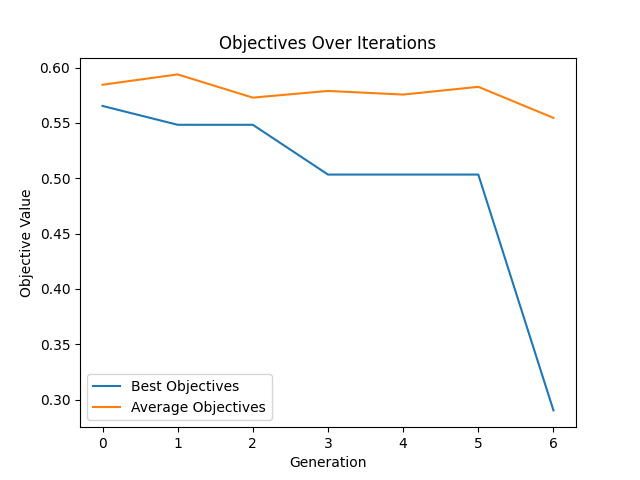 Objectives Over Iterations
Objective Value
0.60
0.55
0.50
0.45
0.40
0.35
0.30
Best Objectives
Average Objectives
0 1 2 3 4 5 6
Generation